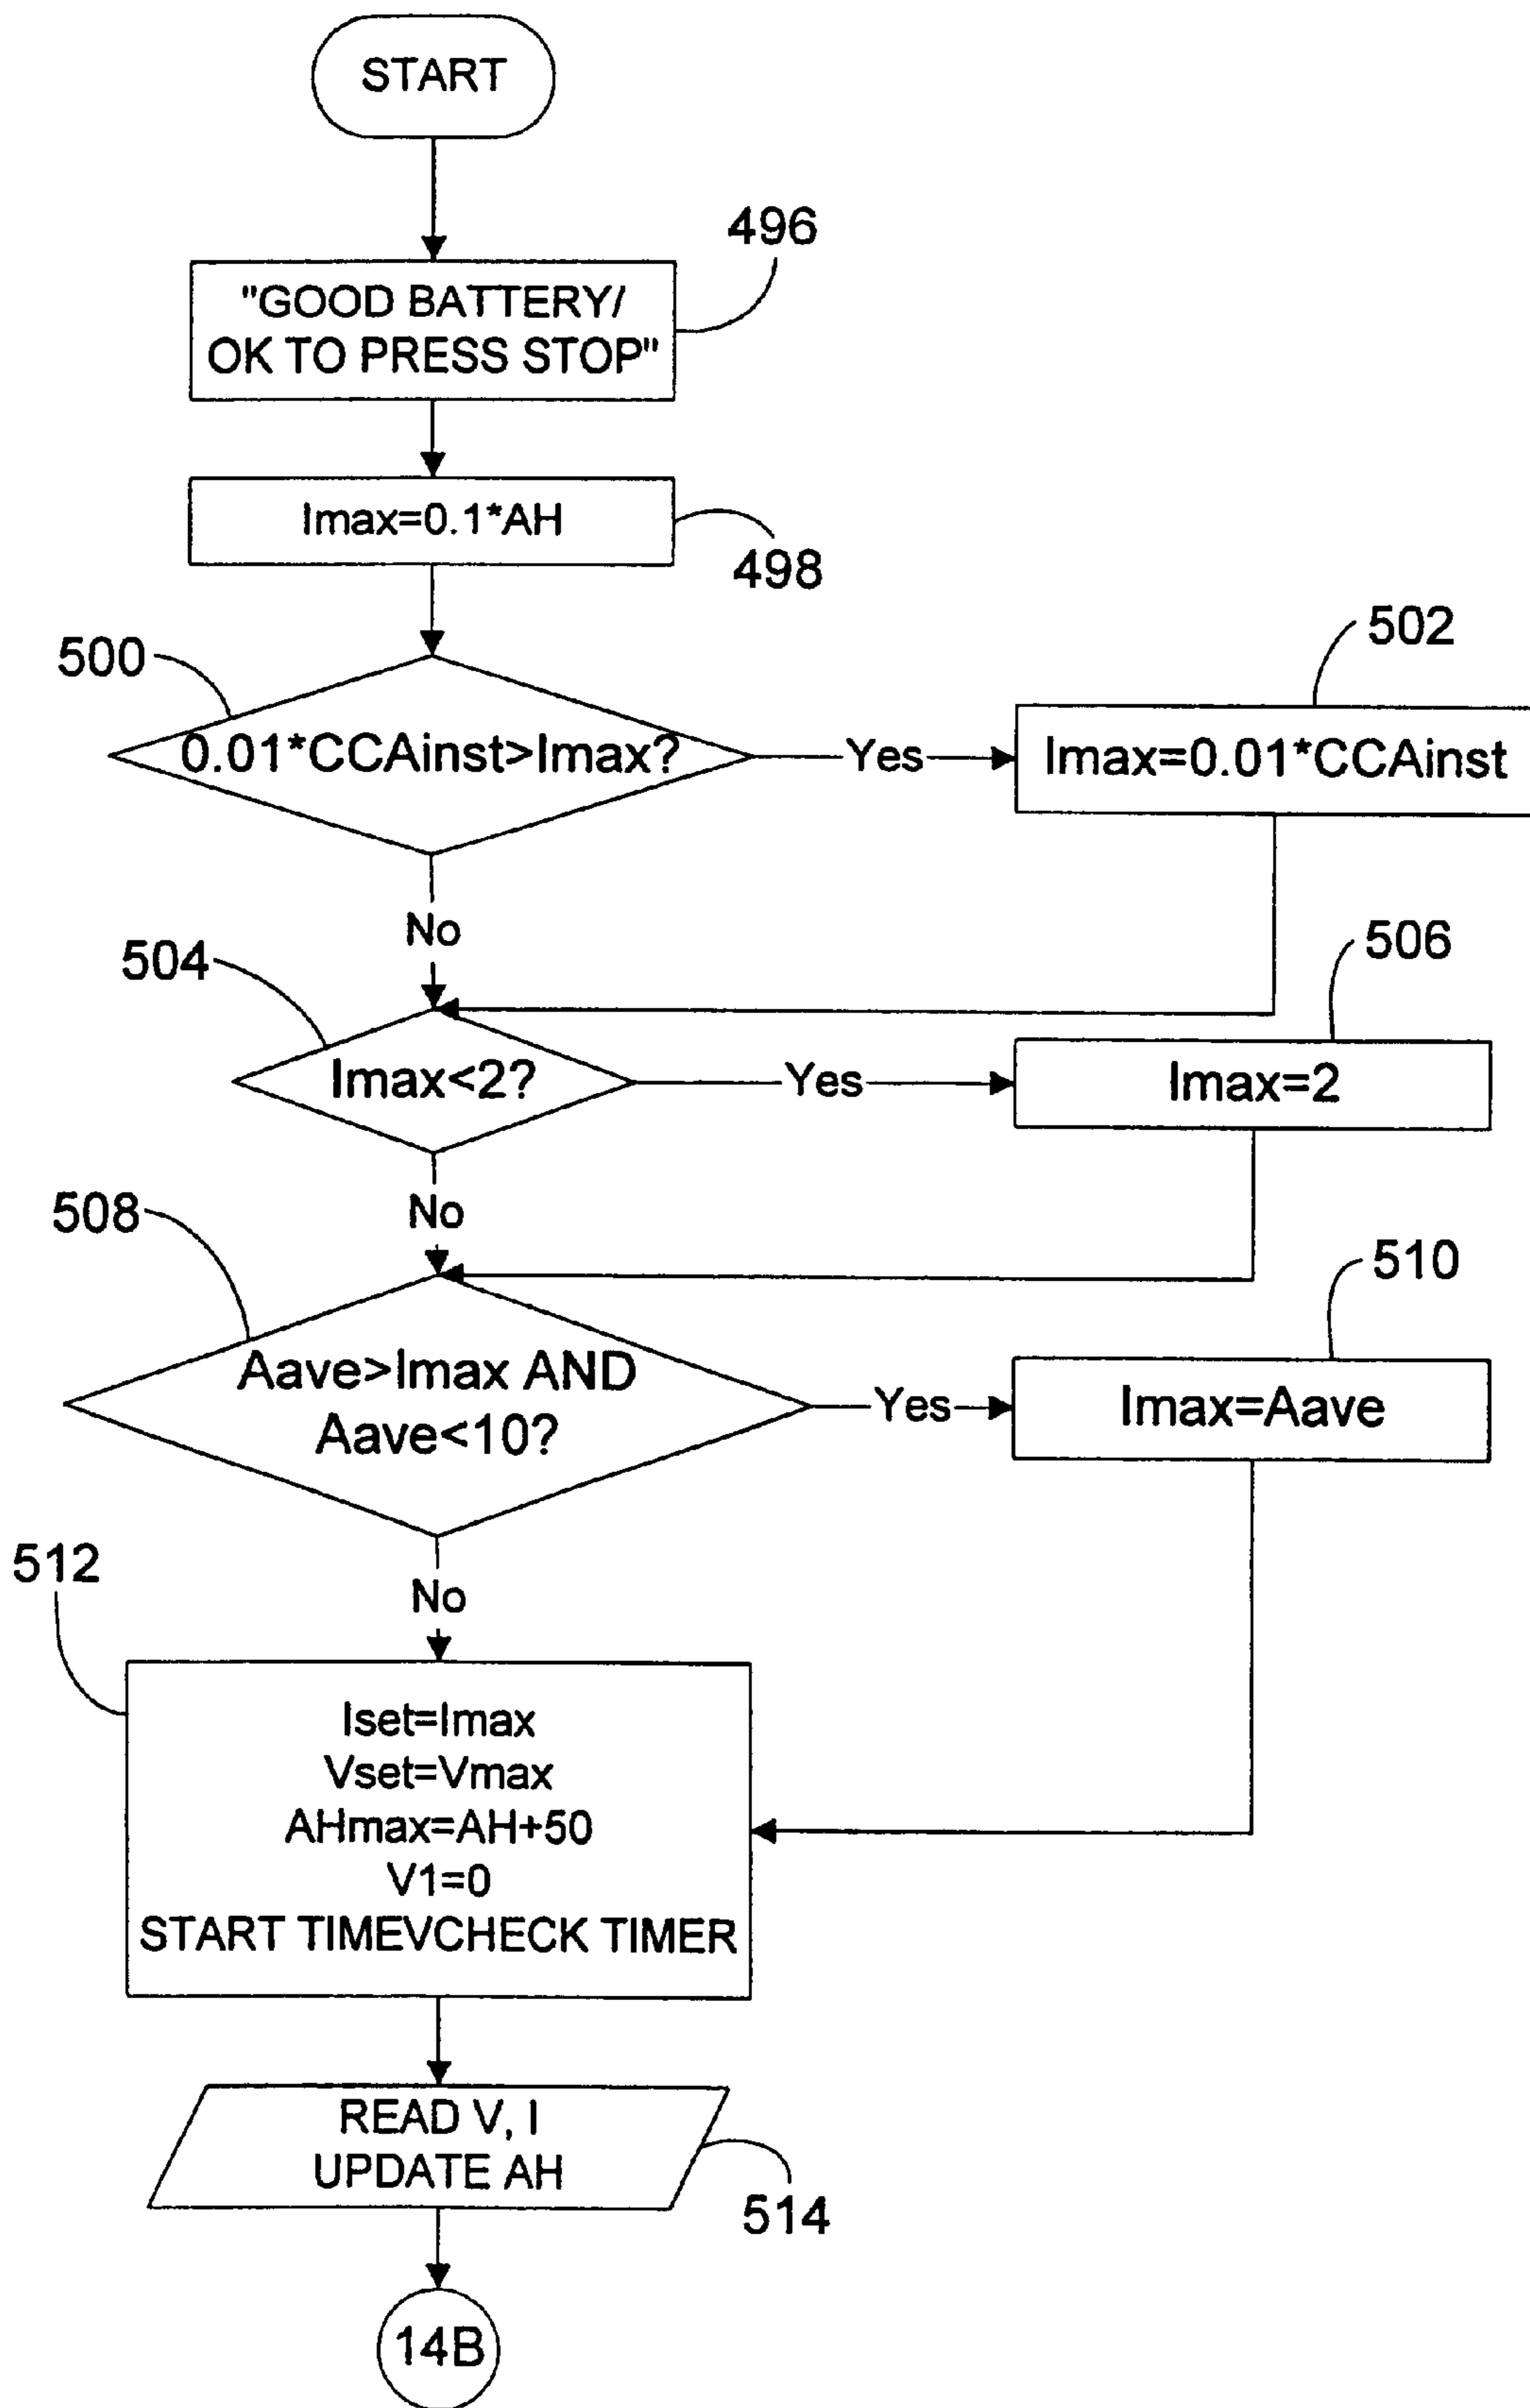 START
496
"GOOD BATTERY/
OK TO PRESS STOP"
Imax=0.1*AH
498
500
502
0.01*CCAinst>Imax?
Yes
Imax=0.01*CCAinst
No
504
506
Imax<2?
Yes
Imax=2
No
508
510
Aave>Imax AND
Aave<10?
Yes
Imax=Aave
512
No
Iset=Imax
Vset=Vmax
AHmax=AH+50
V1=0
START TIMEVCHECK TIMER
READ V, I
UPDATE AH
514
14B